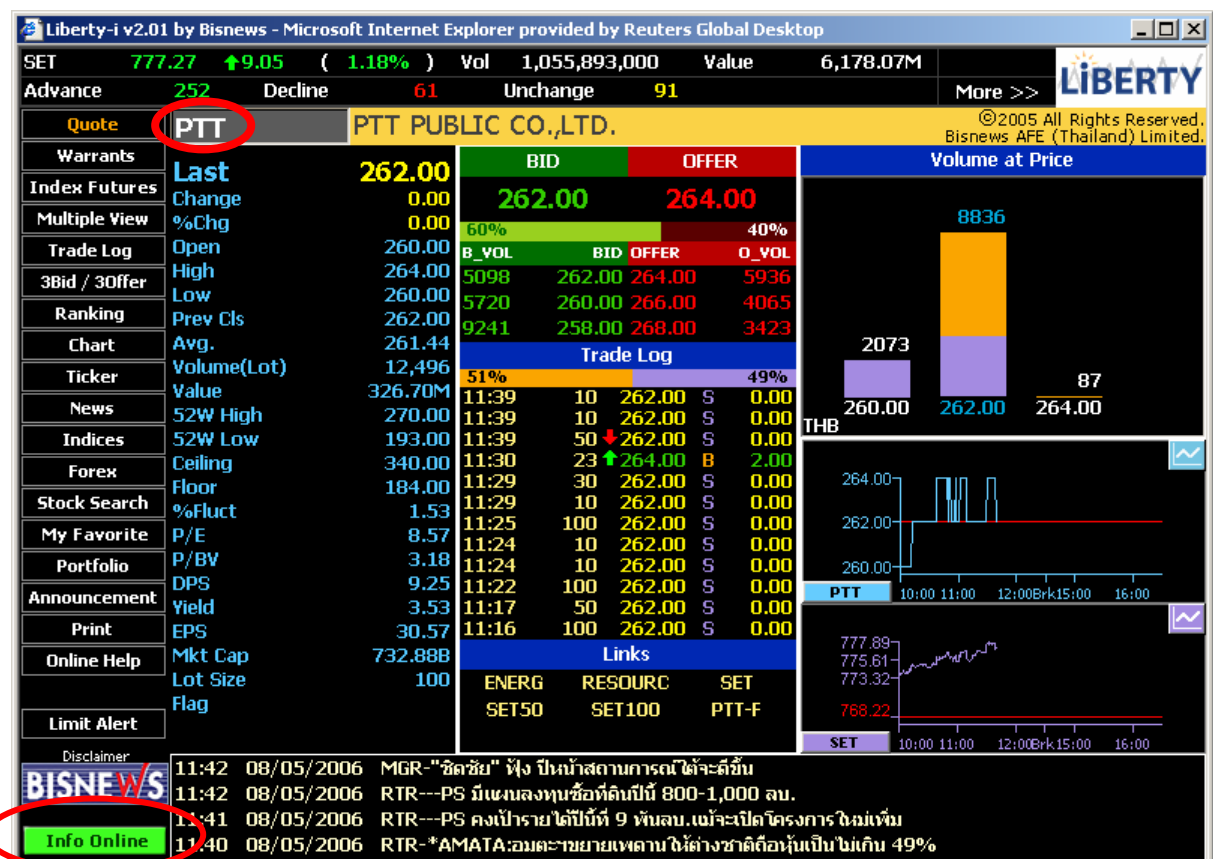 Liberty-i v2.01 by Bisnews - Microsoft Internet Explorer provided by Reuters Global Desktop
SET 777.27 9.05 ( 1.18% ) Vol 1,055,893,000 Value 6,178.07M
Advance 252 Decline 61 Unchange 91 More >>
LiBERTY
Quote PTT PTT PUBLIC CO.,LTD.
©2005 All Rights Reserved.
Bisnews AFE (Thailand) Limited.
Warrants
Index Futures
Multiple View
Trade Log
3Bid / 3Offer
Ranking
Chart
Ticker
News
Indices
Forex
Stock Search
My Favorite
Portfolio
Announcement
Print
Online Help
Limit Alert
Disclaimer
BISNEWS
Info Online
Last 262.00
Change 0.00
%Chg 0.00
Open 260.00
High 264.00
Low 260.00
Prev Cls 262.00
Avg. 261.44
Volume(Lot) 12,496
Value 326.70M
52W High 270.00
52W Low 193.00
Ceiling 340.00
Floor 184.00
%Fluct 1.53
P/E 8.57
P/BV 3.18
DPS 9.25
Yield 3.53
EPS 30.57
Mkt Cap 732.88B
Lot Size 100
Flag
BID OFFER
262.00 264.00
60% 40%
B_VOL BID OFFER O_VOL
5098 262.00 264.00 5936
5720 260.00 266.00 4065
9241 258.00 268.00 3423
Trade Log
51% 49%
11:39 10 262.00 S 0.00
11:39 10 262.00 S 0.00
11:39 50 262.00 S 0.00
11:30 23 264.00 B 2.00
11:29 30 262.00 S 0.00
11:29 10 262.00 S 0.00
11:25 100 262.00 S 0.00
11:24 10 262.00 S 0.00
11:24 10 262.00 S 0.00
11:22 100 262.00 S 0.00
11:17 50 262.00 S 0.00
11:16 100 262.00 S 0.00
Links
ENERG RESOURC SET
SET50 SET100 PTT-F
Volume at Price
8836
2073
87
260.00 262.00 264.00
THB
264.00
262.00
260.00
PTT 10:00 11:00 12:00Brk15:00 16:00
777.89
775.61
773.32
768.22
SET 10:00 11:00 12:00Brk15:00 16:00
11:42 08/05/2006 MGR-"ชิดชัย" ฟุ้ง ปีหน้าสถานการณ์ใต้จะดีขึ้น
11:42 08/05/2006 RTR---PS มีแผนลงทุนซื้อที่ดินปีนี้ 800-1,000 ลบ.
11:41 08/05/2006 RTR---PS คงเป้ารายได้ปีนี้ที่ 9 พันลบ.แม้จะเปิดโครงการใหม่เพิ่ม
11:40 08/05/2006 RTR-*AMATA:อมตะฯขยายเพดานให้ต่างชาติถือหุ้นเป็นไม่เกิน 49%